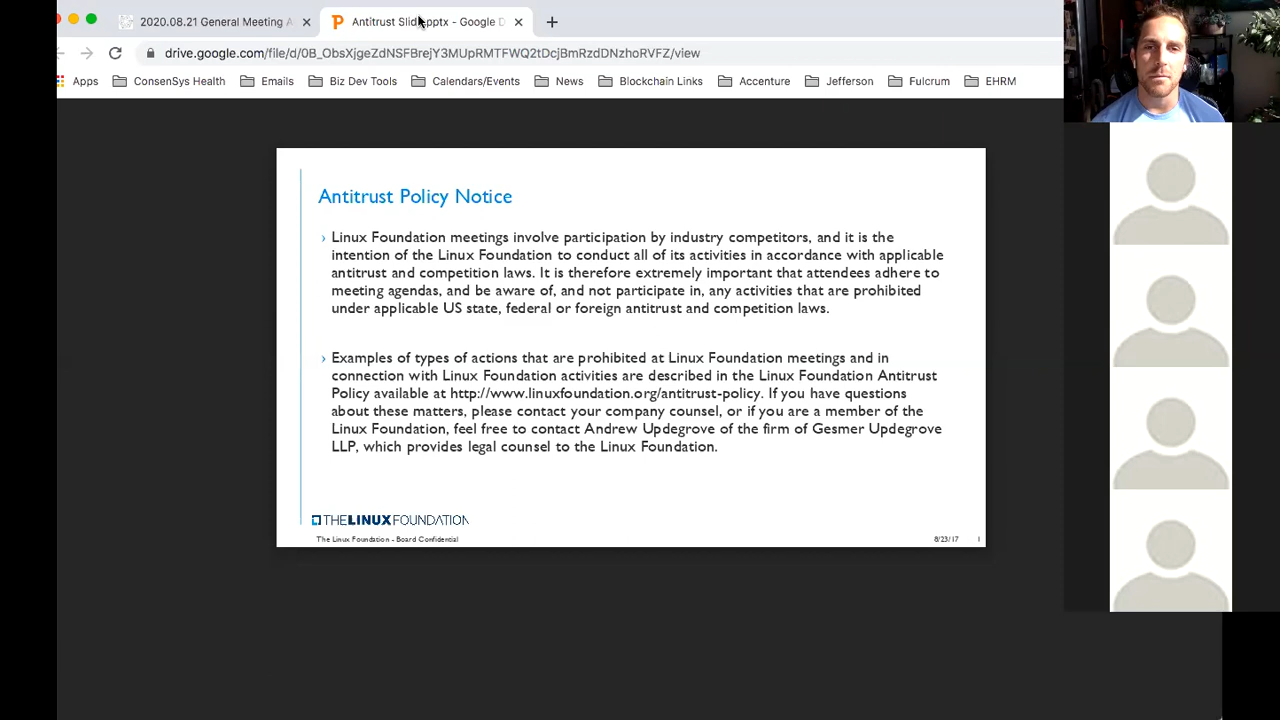 2020.08.21 General Meeting A
Antitrust Slid pptx - Google D
drive.google.com/file/d/0B_ObsXjgeZdNSFBrejY3MUpRMTFWQ2tDcjBmRzdDNzhoRVFZ/view
Apps ConsenSys Health Emails Biz Dev Tools Calendars/Events News Blockchain Links Accenture Jefferson Fulcrum EHRM
Antitrust Policy Notice
› Linux Foundation meetings involve participation by industry competitors, and it is the
intention of the Linux Foundation to conduct all of its activities in accordance with applicable
antitrust and competition laws. It is therefore extremely important that attendees adhere to
meeting agendas, and be aware of, and not participate in, any activities that are prohibited
under applicable US state, federal or foreign antitrust and competition laws.
› Examples of types of actions that are prohibited at Linux Foundation meetings and in
connection with Linux Foundation activities are described in the Linux Foundation Antitrust
Policy available at http://www.linuxfoundation.org/antitrust-policy. If you have questions
about these matters, please contact your company counsel, or if you are a member of the
Linux Foundation, feel free to contact Andrew Updegrove of the firm of Gesmer Updegrove
LLP, which provides legal counsel to the Linux Foundation.
THE LINUX FOUNDATION
The Linux Foundation - Board Confidential
8/23/17 1